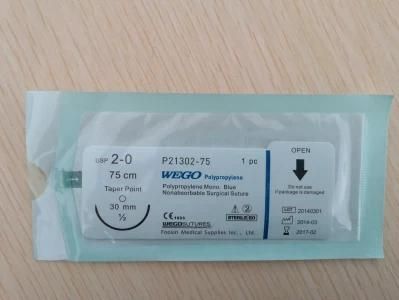 USP 2-0
75 cm
Taper Point
30 mm
½
P21302-75 1 pc
WEGO Polypropylene
Polypropylene Mono. Blue
Nonabsorbable Surgical Suture
STERILE EO
WEGOSUTURES
Foosin Medical Supplies Inc., Ltd
OPEN
Do not use
if package is damaged
LOT 20140301
2014-03
2017-02